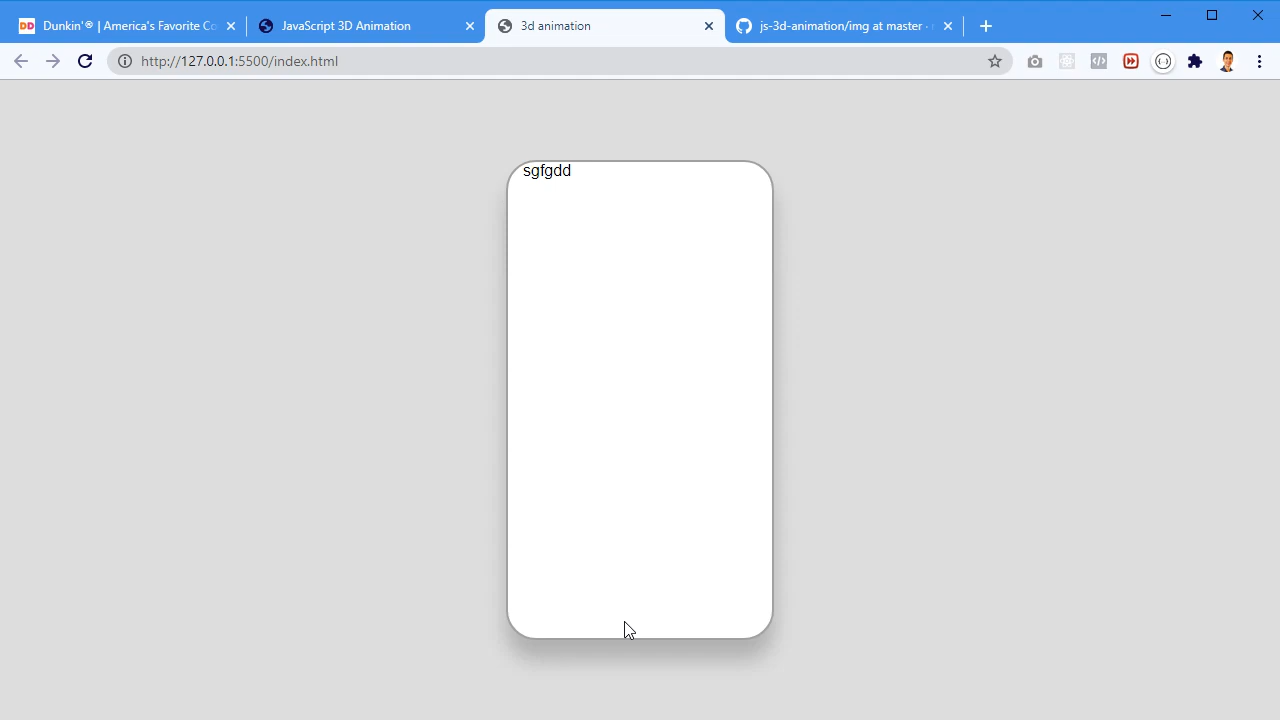 DD Dunkin'® | America's Favorite Co
JavaScript 3D Animation
3d animation
js-3d-animation/img at master ·
http://127.0.0.1:5500/index.html
sgfgdd